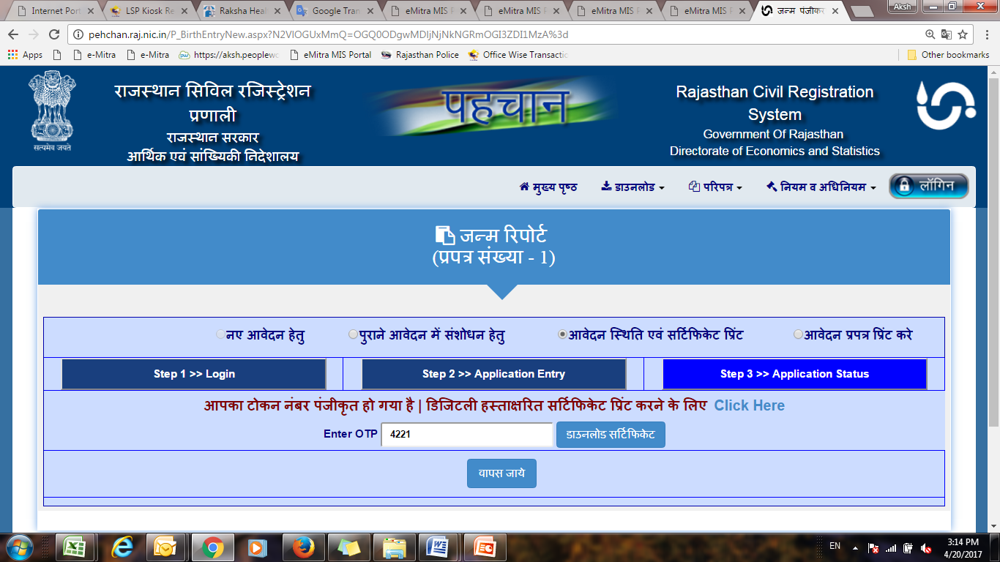 Internet Por
LSP Kiosk Re
Raksha Heal
Google Tran
eMitra MIS P
eMitra MIS P
eMitra MIS P
eMitra MIS P
जन्म पंजीकर
Aksh
pehchan.raj.nic.in/P_BirthEntryNew.aspx?N2VlOGUxMmQ=OGQ0ODgwMDljNjNkNGRmOGI3ZDI1MzA%3d
Apps
e-Mitra
e-Mitra
https://aksh.peoplewo
eMitra MIS Portal
Rajasthan Police
Office Wise Transactic
Other bookmarks
सत्यमेव जयते
राजस्थान सिविल रजिस्ट्रेशन
प्रणाली
राजस्थान सरकार
आर्थिक एवं सांख्यिकी निदेशालय
पहचान
Rajasthan Civil Registration
System
Government Of Rajasthan
Directorate of Economics and Statistics
मुख्य पृष्ठ
डाउनलोड
परिपत्र
नियम व अधिनियम
लॉगिन
जन्म रिपोर्ट
(प्रपत्र संख्या - 1)
नए आवेदन हेतु
पुराने आवेदन में संशोधन हेतु
आवेदन स्थिति एवं सर्टिफिकेट प्रिंट
आवेदन प्रपत्र प्रिंट करे
Step 1 >> Login
Step 2 >> Application Entry
Step 3 >> Application Status
आपका टोकन नंबर पंजीकृत हो गया है | डिजिटली हस्ताक्षरित सर्टिफिकेट प्रिंट करने के लिए Click Here
Enter OTP 4221 डाउनलोड सर्टिफिकेट
वापस जाये
EN
3:14 PM
4/20/2017